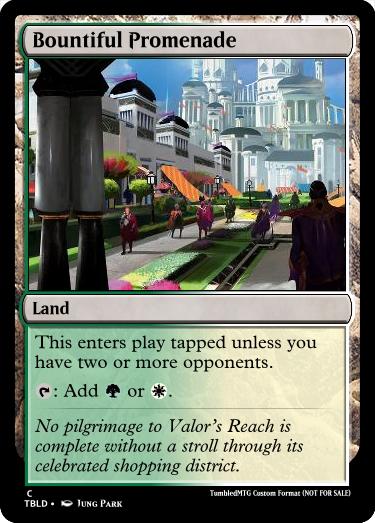 Bountiful Promenade
Land
This enters play tapped unless you
have two or more opponents.
: Add or .
No pilgrimage to Valor's Reach is
complete without a stroll through its
celebrated shopping district.
C
TBLD • Jung Park
TumbledMTG Custom Format (NOT FOR SALE)